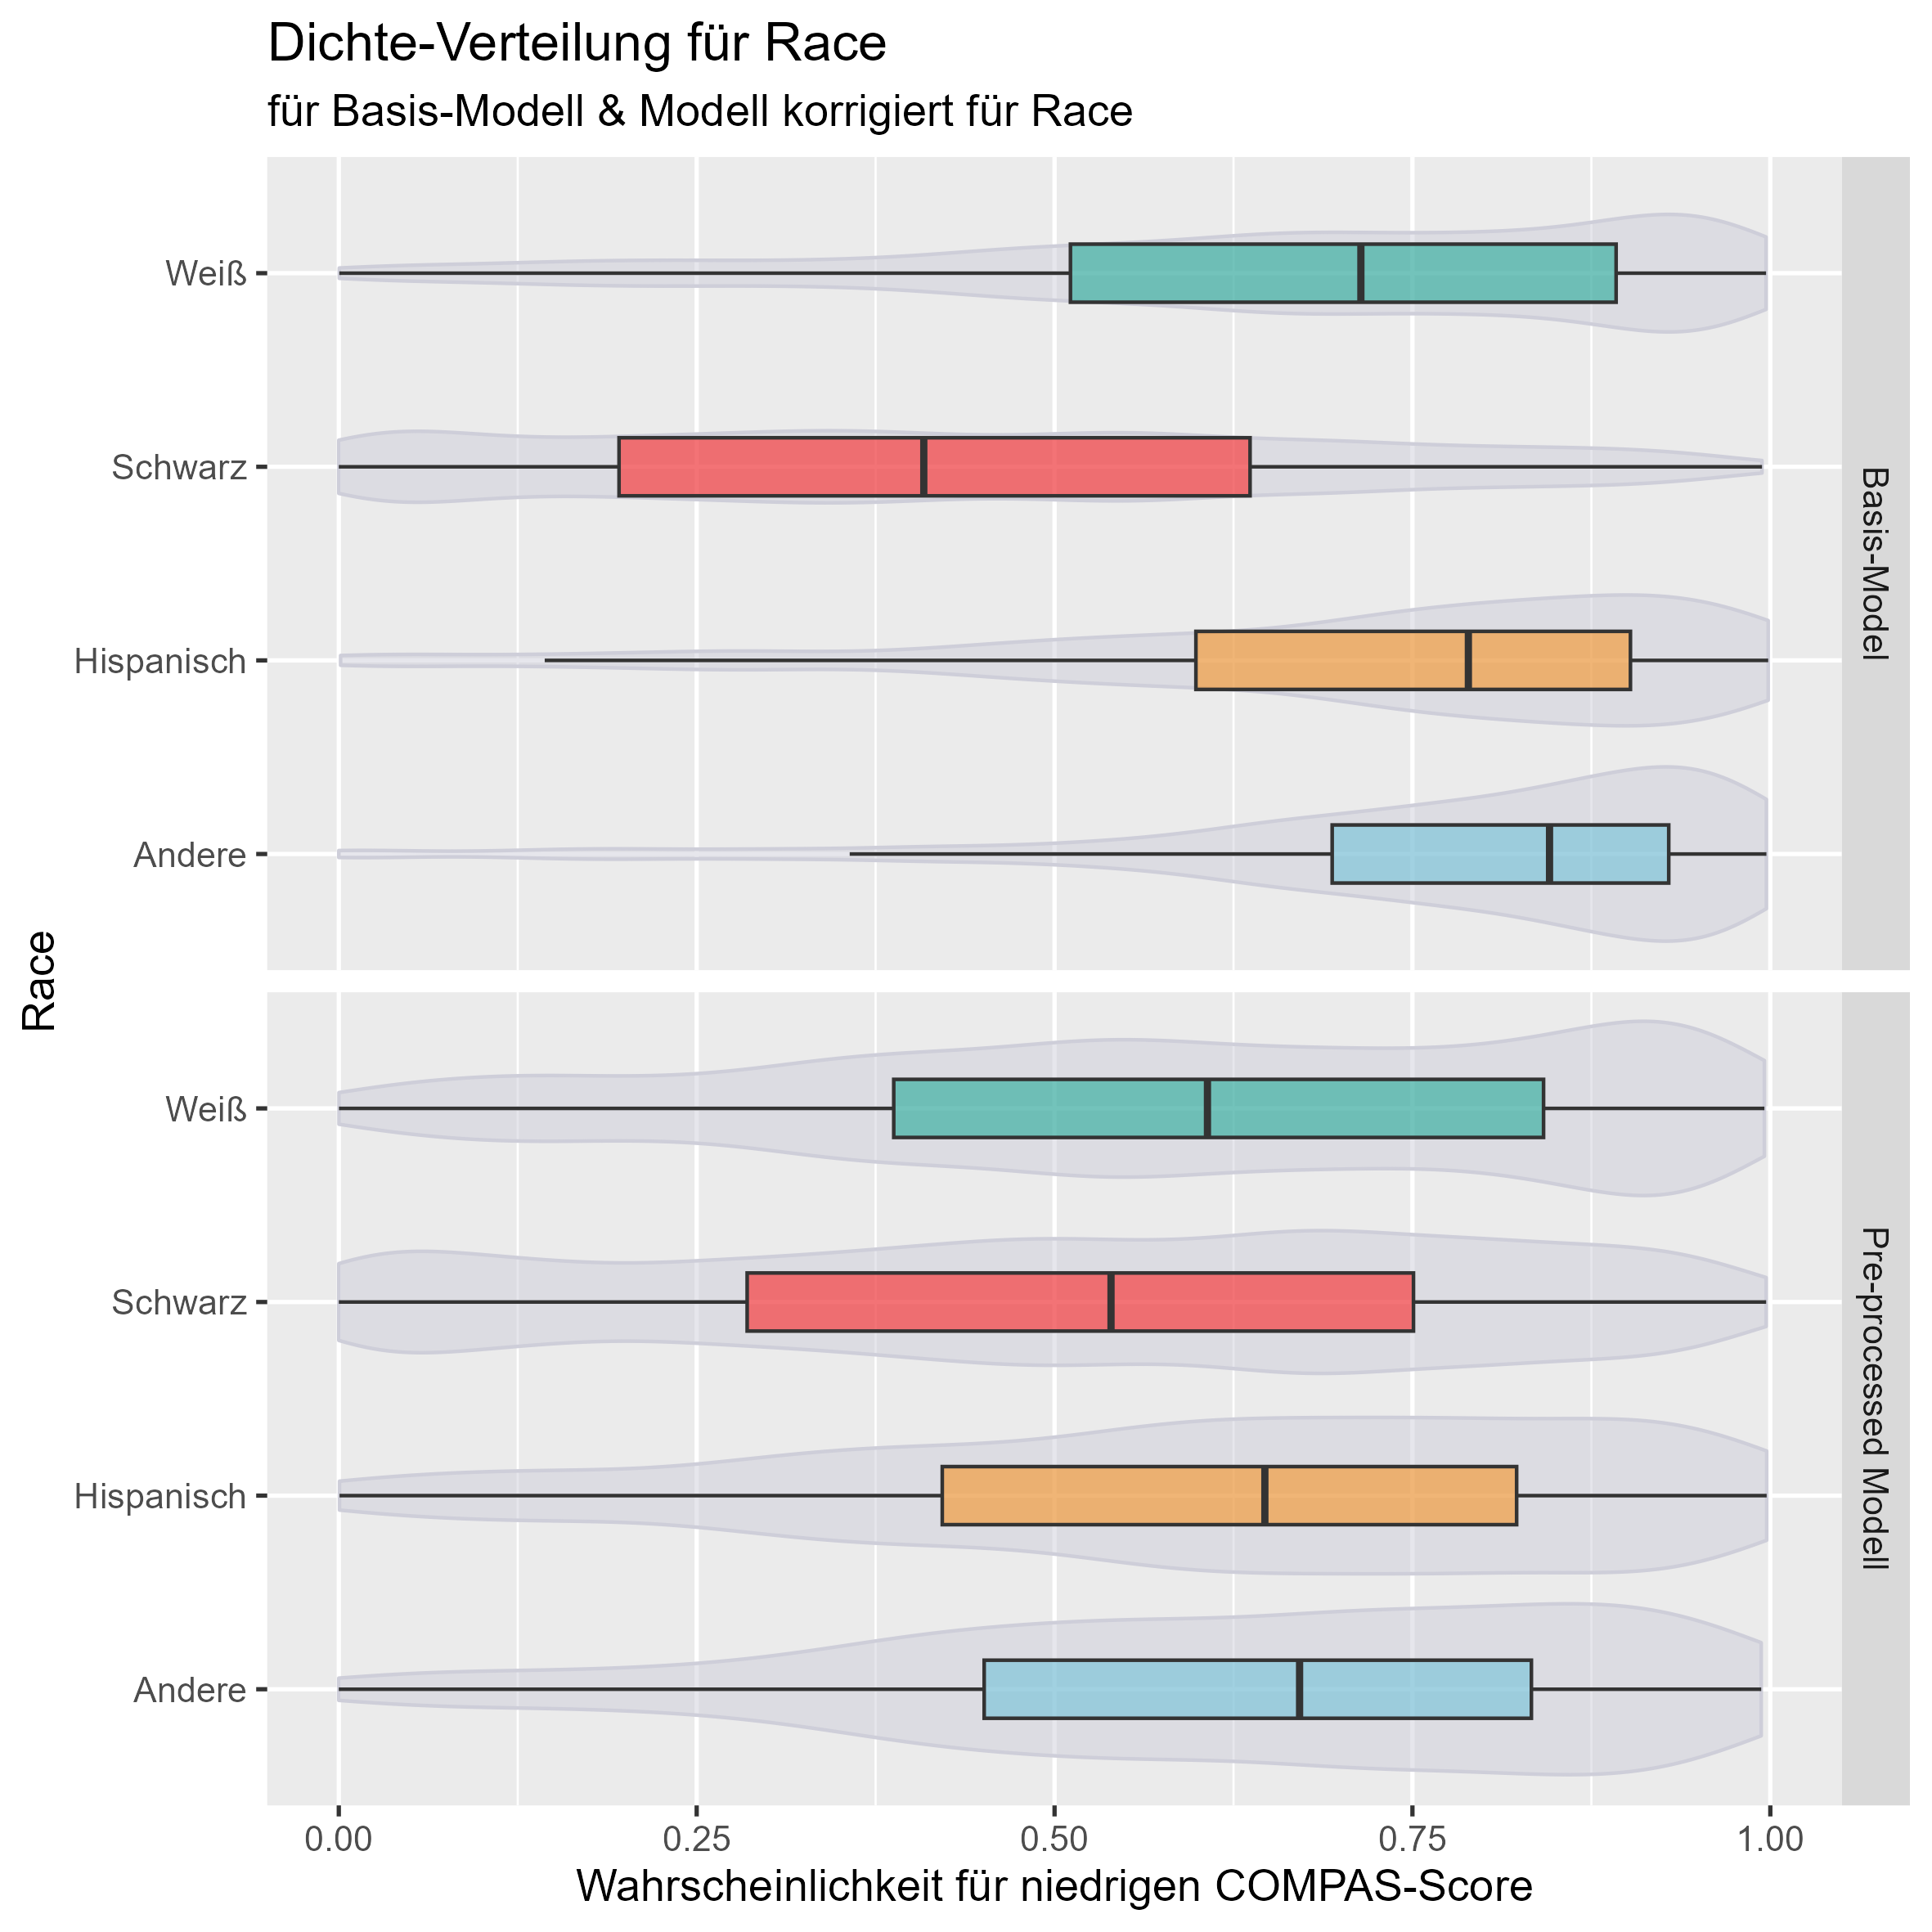 Dichte-Verteilung für Race
für Basis-Modell & Modell korrigiert für Race
Race
Weiß
Schwarz
Hispanisch
Andere
Basis-Model
Weiß
Schwarz
Hispanisch
Andere
Pre-processed Modell
0.00 0.25 0.50 0.75 1.00
Wahrscheinlichkeit für niedrigen COMPAS-Score